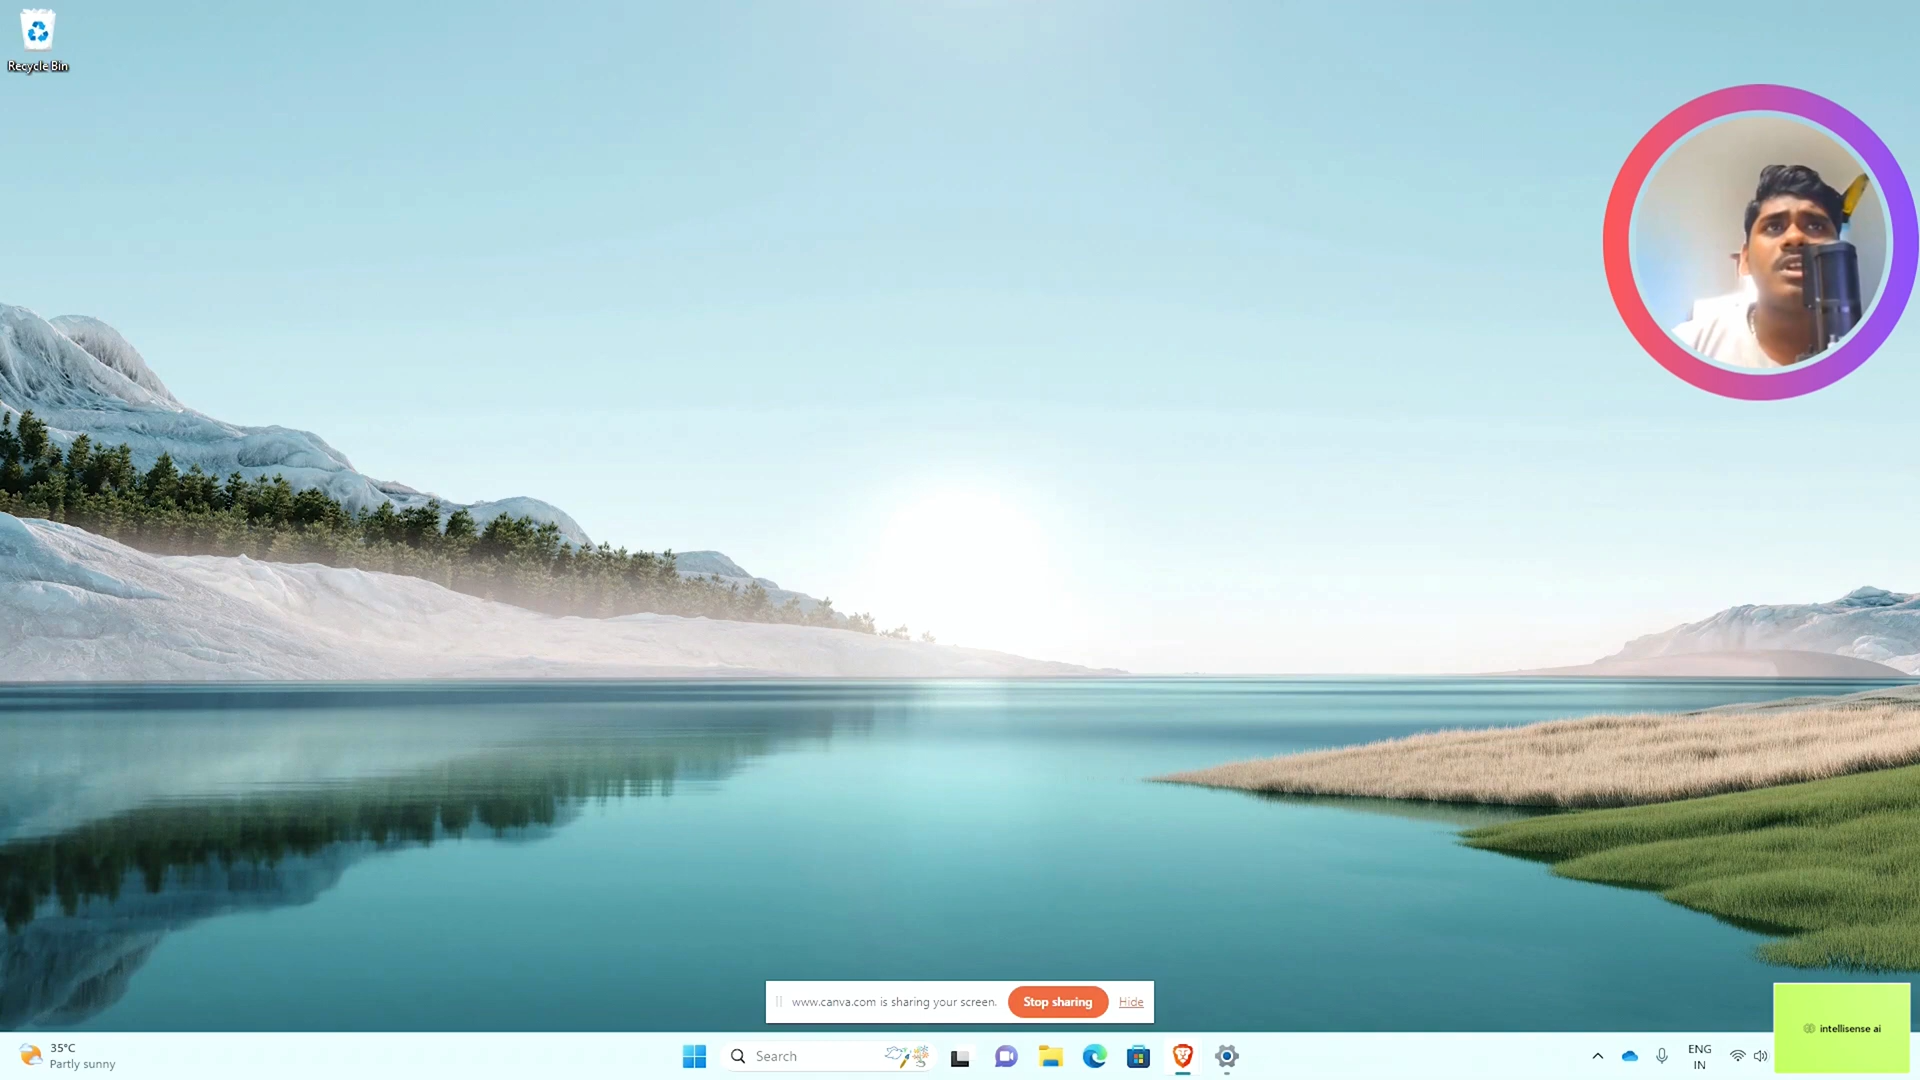 Recycle Bin
www.canva.com is sharing your screen.
Stop sharing
Hide
intellisense ai
35°C
Partly sunny
Search
ENG
IN